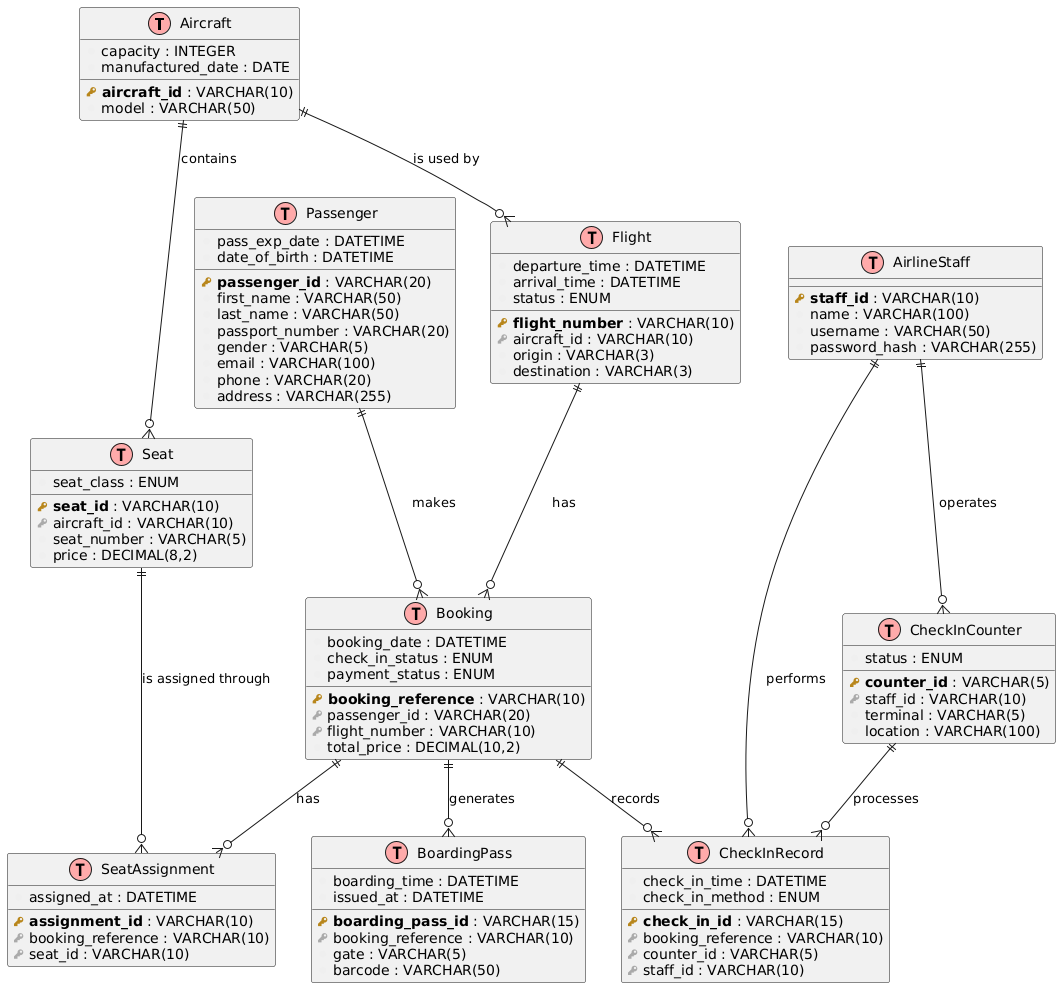 T Aircraft
capacity : INTEGER
manufactured_date : DATE
aircraft_id : VARCHAR(10)
model : VARCHAR(50)
contains
is used by
T Passenger
pass_exp_date : DATETIME
date_of_birth : DATETIME
passenger_id : VARCHAR(20)
first_name : VARCHAR(50)
last_name : VARCHAR(50)
passport_number : VARCHAR(20)
gender : VARCHAR(5)
email : VARCHAR(100)
phone : VARCHAR(20)
address : VARCHAR(255)
T Flight
departure_time : DATETIME
arrival_time : DATETIME
status : ENUM
flight_number : VARCHAR(10)
aircraft_id : VARCHAR(10)
origin : VARCHAR(3)
destination : VARCHAR(3)
T AirlineStaff
staff_id : VARCHAR(10)
name : VARCHAR(100)
username : VARCHAR(50)
password_hash : VARCHAR(255)
T Seat
seat_class : ENUM
seat_id : VARCHAR(10)
aircraft_id : VARCHAR(10)
seat_number : VARCHAR(5)
price : DECIMAL(8,2)
makes
has
operates
T Booking
booking_date : DATETIME
check_in_status : ENUM
payment_status : ENUM
booking_reference : VARCHAR(10)
passenger_id : VARCHAR(20)
flight_number : VARCHAR(10)
total_price : DECIMAL(10,2)
T CheckInCounter
status : ENUM
counter_id : VARCHAR(5)
staff_id : VARCHAR(10)
terminal : VARCHAR(5)
location : VARCHAR(100)
is assigned through
performs
has
generates
records
processes
T SeatAssignment
assigned_at : DATETIME
assignment_id : VARCHAR(10)
booking_reference : VARCHAR(10)
seat_id : VARCHAR(10)
T BoardingPass
boarding_time : DATETIME
issued_at : DATETIME
boarding_pass_id : VARCHAR(15)
booking_reference : VARCHAR(10)
gate : VARCHAR(5)
barcode : VARCHAR(50)
T CheckInRecord
check_in_time : DATETIME
check_in_method : ENUM
check_in_id : VARCHAR(15)
booking_reference : VARCHAR(10)
counter_id : VARCHAR(5)
staff_id : VARCHAR(10)